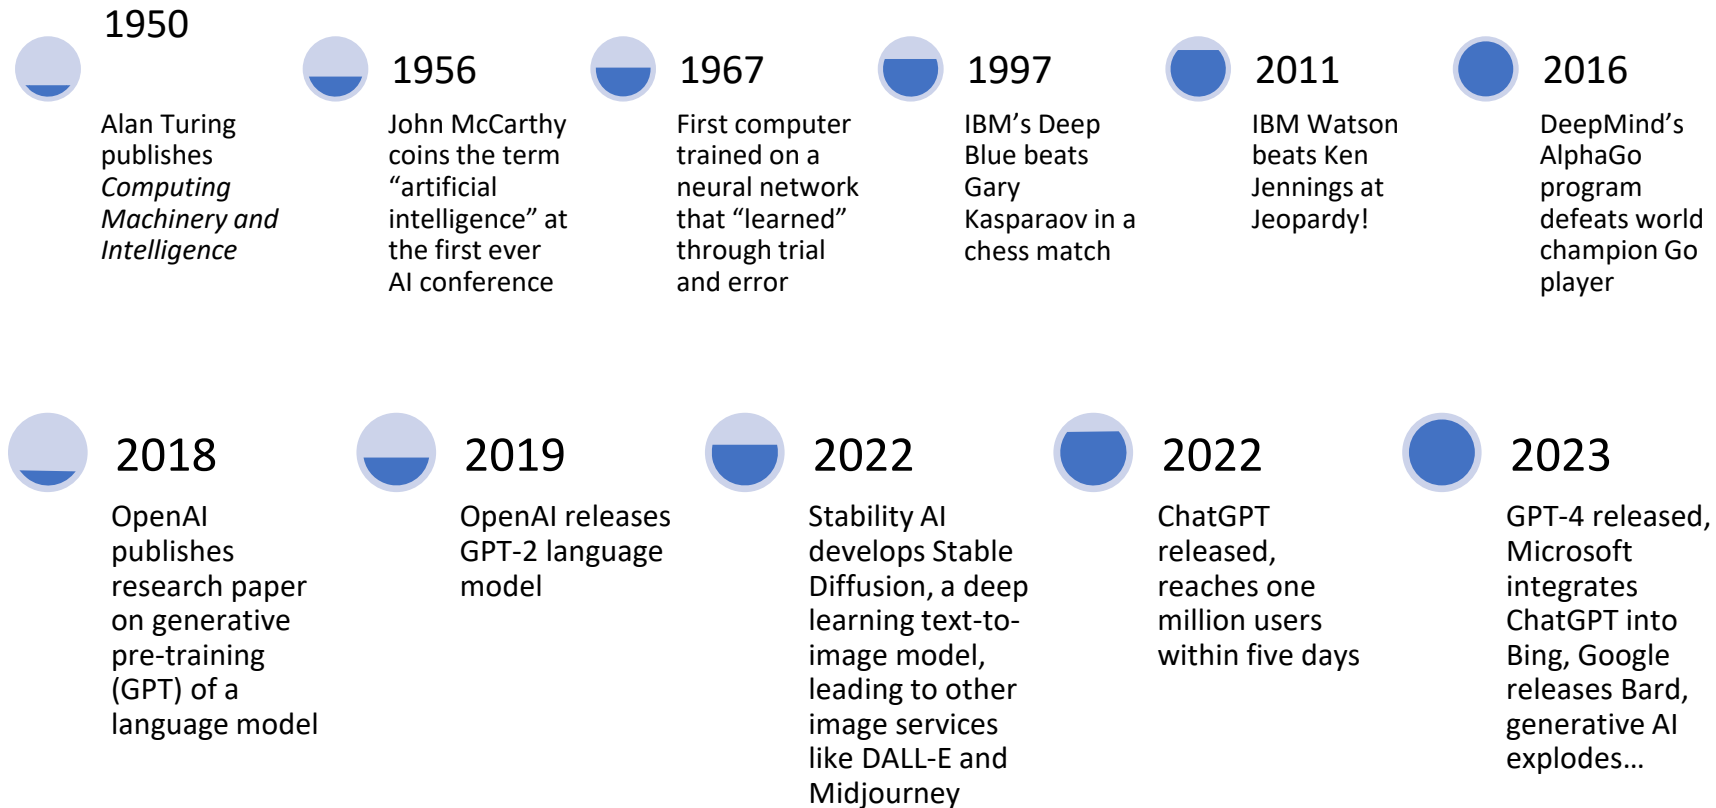 1950
Alan Turing
publishes
Computing
Machinery and
Intelligence
1956
John McCarthy
coins the term
“artificial
intelligence” at
the first ever
AI conference
1967
First computer
trained on a
neural network
that “learned”
through trial
and error
1997
IBM’s Deep
Blue beats
Gary
Kasparaov in a
chess match
2011
IBM Watson
beats Ken
Jennings at
Jeopardy!
2016
DeepMind’s
AlphaGo
program
defeats world
champion Go
player
2018
OpenAI
publishes
research paper
on generative
pre-training
(GPT) of a
language model
2019
OpenAI releases
GPT-2 language
model
2022
Stability AI
develops Stable
Diffusion, a deep
learning text-to-
image model,
leading to other
image services
like DALL-E and
Midjourney
2022
ChatGPT
released,
reaches one
million users
within five days
2023
GPT-4 released,
Microsoft
integrates
ChatGPT into
Bing, Google
releases Bard,
generative AI
explodes…